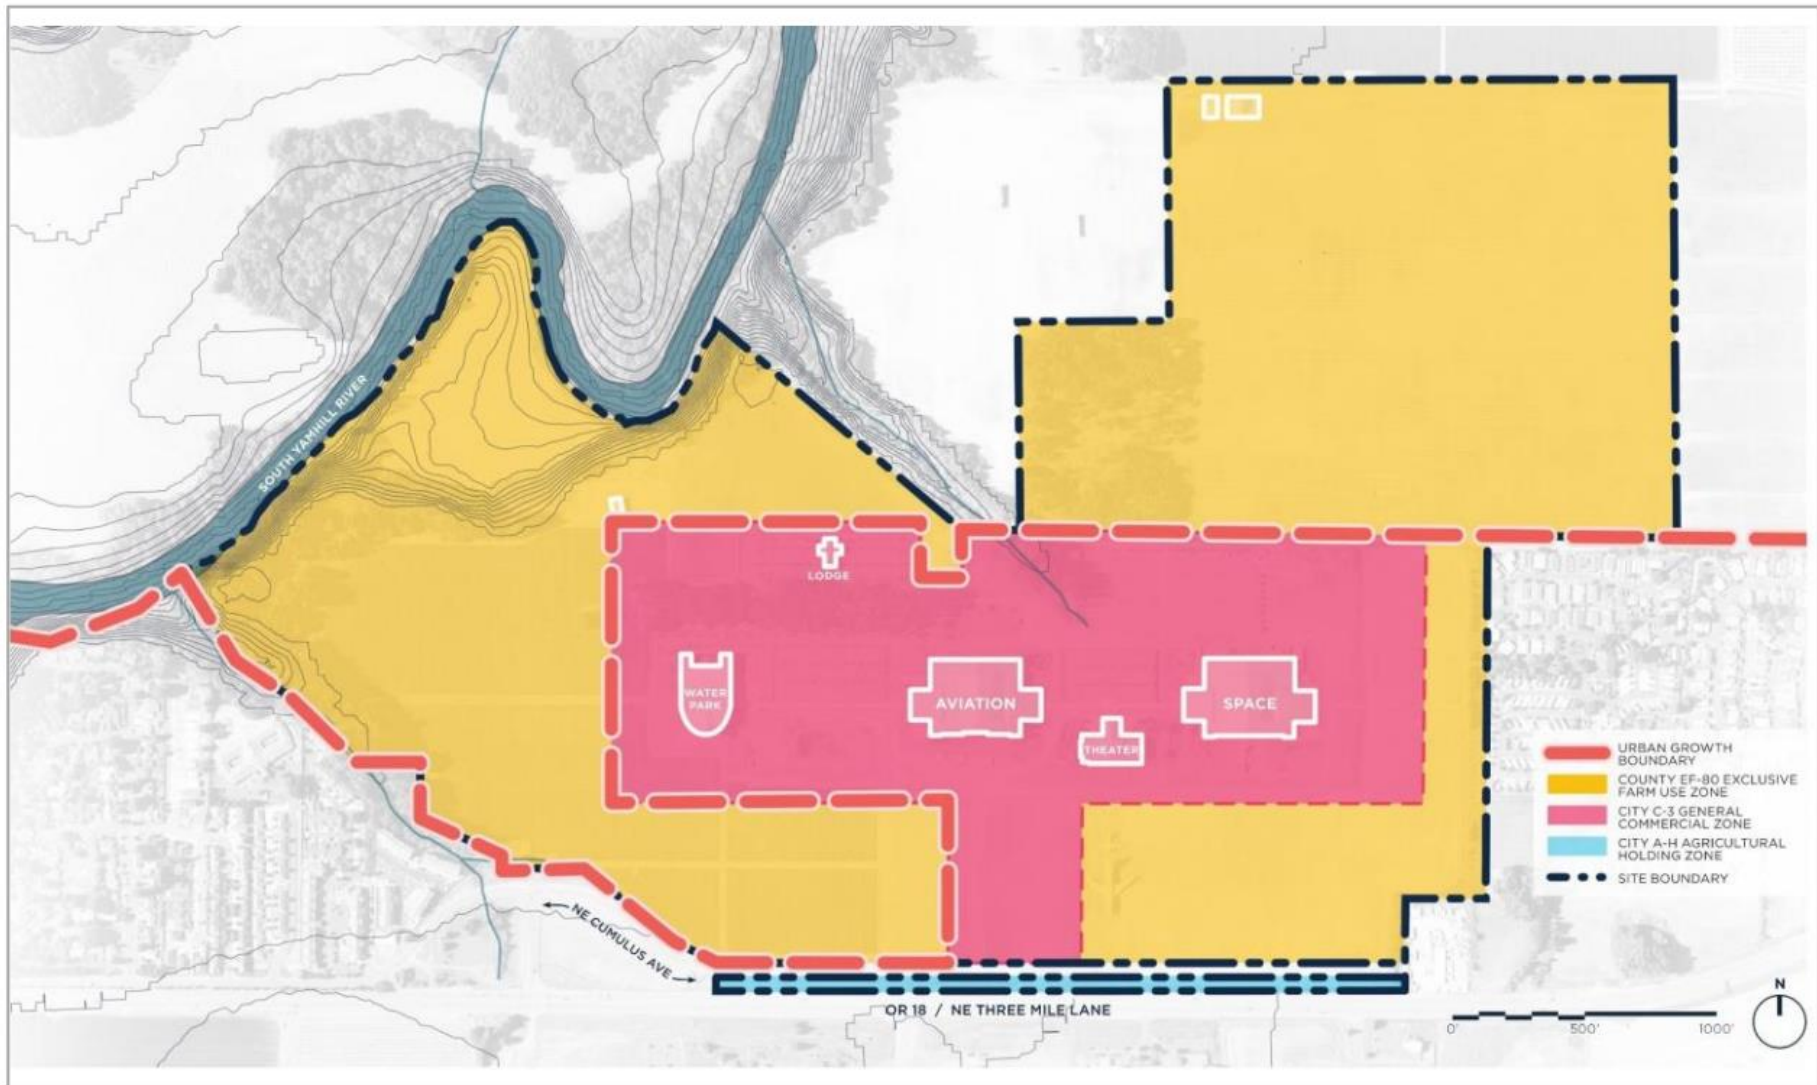 SOUTH YAMHILL RIVER
LODGE
WATER
PARK
AVIATION
THEATER
SPACE
URBAN GROWTH
BOUNDARY
COUNTY EF-80 EXCLUSIVE
FARM USE ZONE
CITY C-3 GENERAL
COMMERCIAL ZONE
CITY A-H AGRICULTURAL
HOLDING ZONE
SITE BOUNDARY
NE CUMULUS AVE
OR 18 / NE THREE MILE LANE
0'
500'
1000'
N